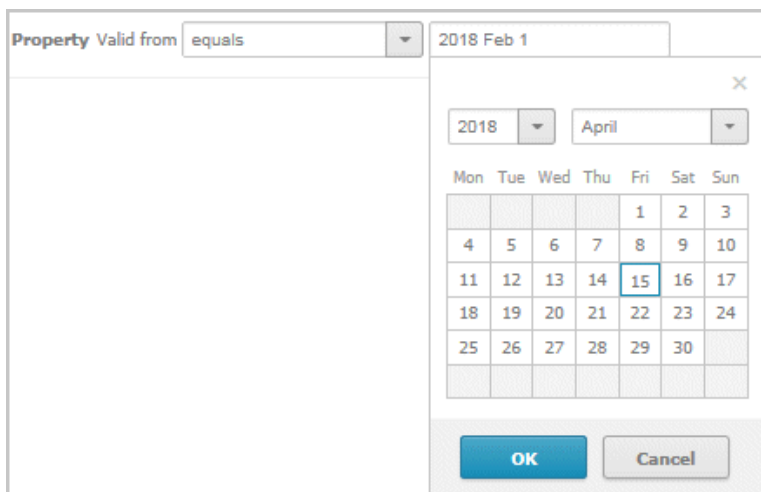 Property Valid from equals 2018 Feb 1
×
2018 April
Mon Tue Wed Thu Fri Sat Sun
1 2 3
4 5 6 7 8 9 10
11 12 13 14 15 16 17
18 19 20 21 22 23 24
25 26 27 28 29 30
OK Cancel